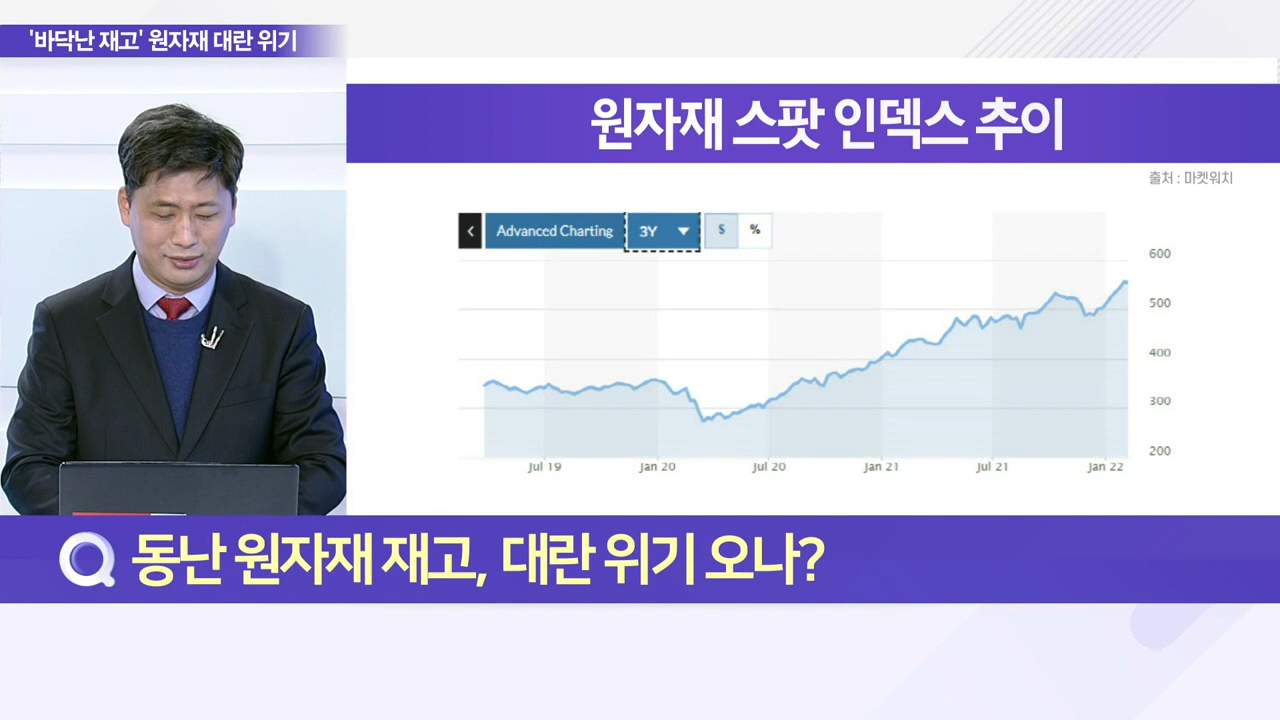 '바닥난 재고' 원자재 대란 위기
원자재 스팟 인덱스 추이
출처 : 마켓워치
Advanced Charting 3Y $ %
600
500
400
300
200
Jul 19 Jan 20 Jul 20 Jan 21 Jul 21 Jan 22
동난 원자재 재고, 대란 위기 오나?